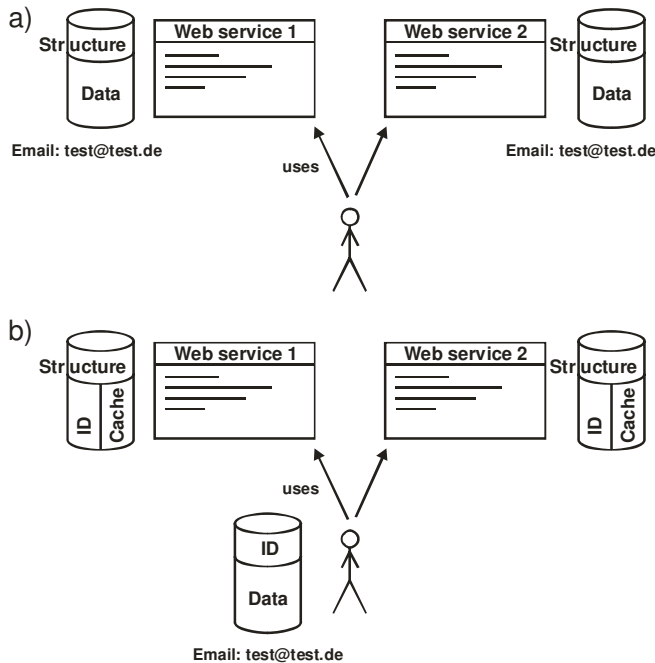 a)
Web service 1
Web service 2
Structure
Structure
Data
Data
Email: test@test.de
Email: test@test.de
uses
b)
Web service 1
Web service 2
Structure
Structure
ID
Cache
ID
Cache
uses
ID
Data
Email: test@test.de